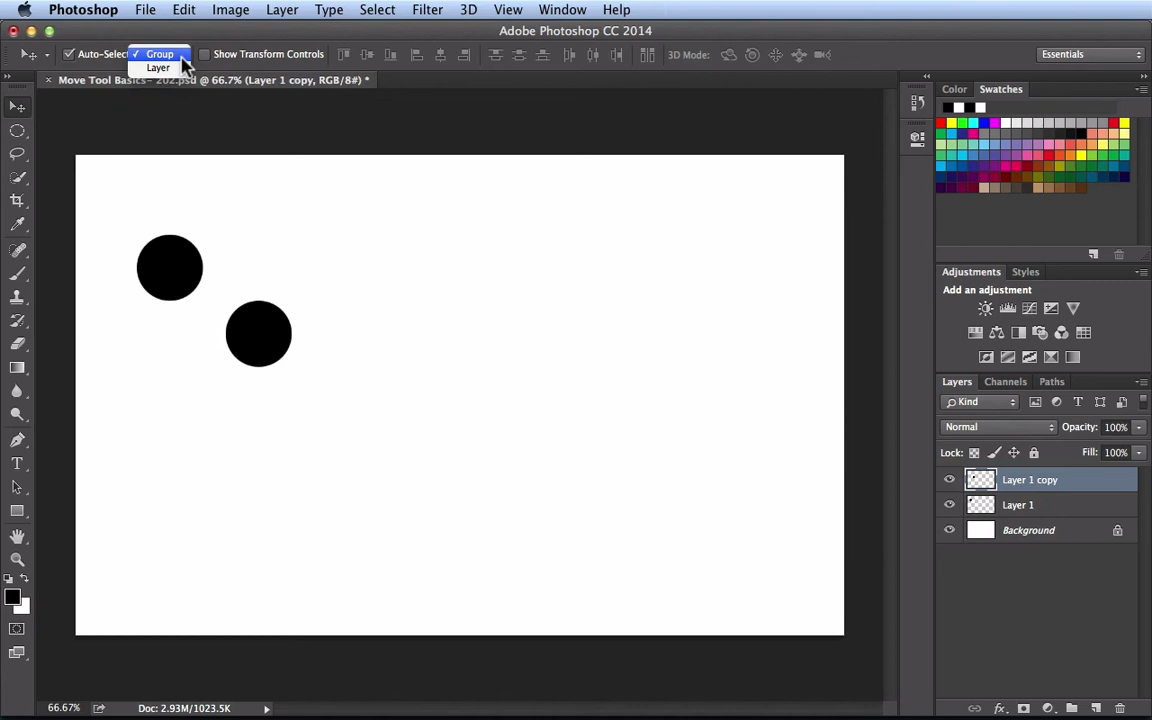 Photoshop File Edit Image Layer Type Select Filter 3D View Window Help
Adobe Photoshop CC 2014
Auto-Select Group Show Transform Controls 3D Mode: Essentials
Layer
Move Tool Basics- 202.psd @ 66.7% (Layer 1 copy, RGB/8#) *
Color Swatches
Adjustments Styles
Add an adjustment
Layers Channels Paths
Kind
Normal Opacity: 100%
Lock: Fill: 100%
Layer 1 copy
Layer 1
Background
66.67% Doc: 2.93M/1023.5K